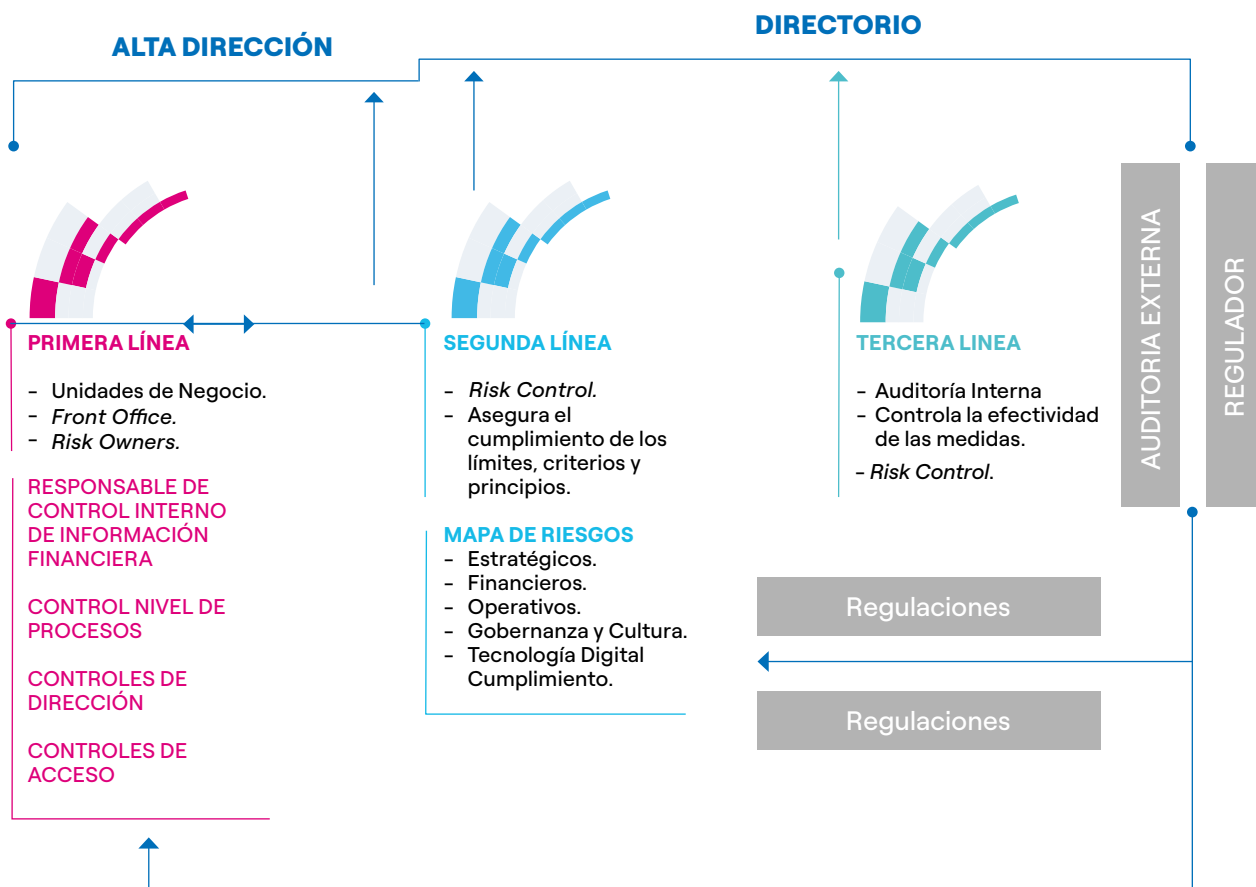 ALTA DIRECCIÓN
DIRECTORIO
PRIMERA LÍNEA
- Unidades de Negocio.
- Front Office.
- Risk Owners.
RESPONSABLE DE
CONTROL INTERNO
DE INFORMACIÓN
FINANCIERA
CONTROL NIVEL DE
PROCESOS
CONTROLES DE
DIRECCIÓN
CONTROLES DE
ACCESO
SEGUNDA LÍNEA
- Risk Control.
- Asegura el
cumplimiento de los
límites, criterios y
principios.
MAPA DE RIESGOS
- Estratégicos.
- Financieros.
- Operativos.
- Gobernanza y Cultura.
- Tecnología Digital
Cumplimiento.
TERCERA LINEA
- Auditoría Interna
- Controla la efectividad
de las medidas.
- Risk Control.
Regulaciones
Regulaciones
AUDITORIA EXTERNA
REGULADOR